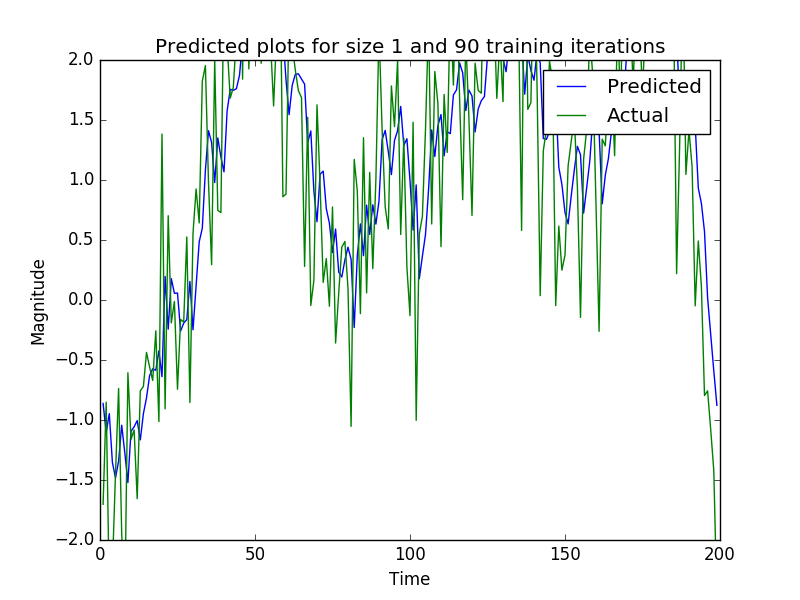 Predicted plots for size 1 and 90 training iterations
2.0
1.5
1.0
0.5
0.0
−0.5
−1.0
−1.5
−2.0
Magnitude
0 50 100 150 200
Time
Predicted
Actual